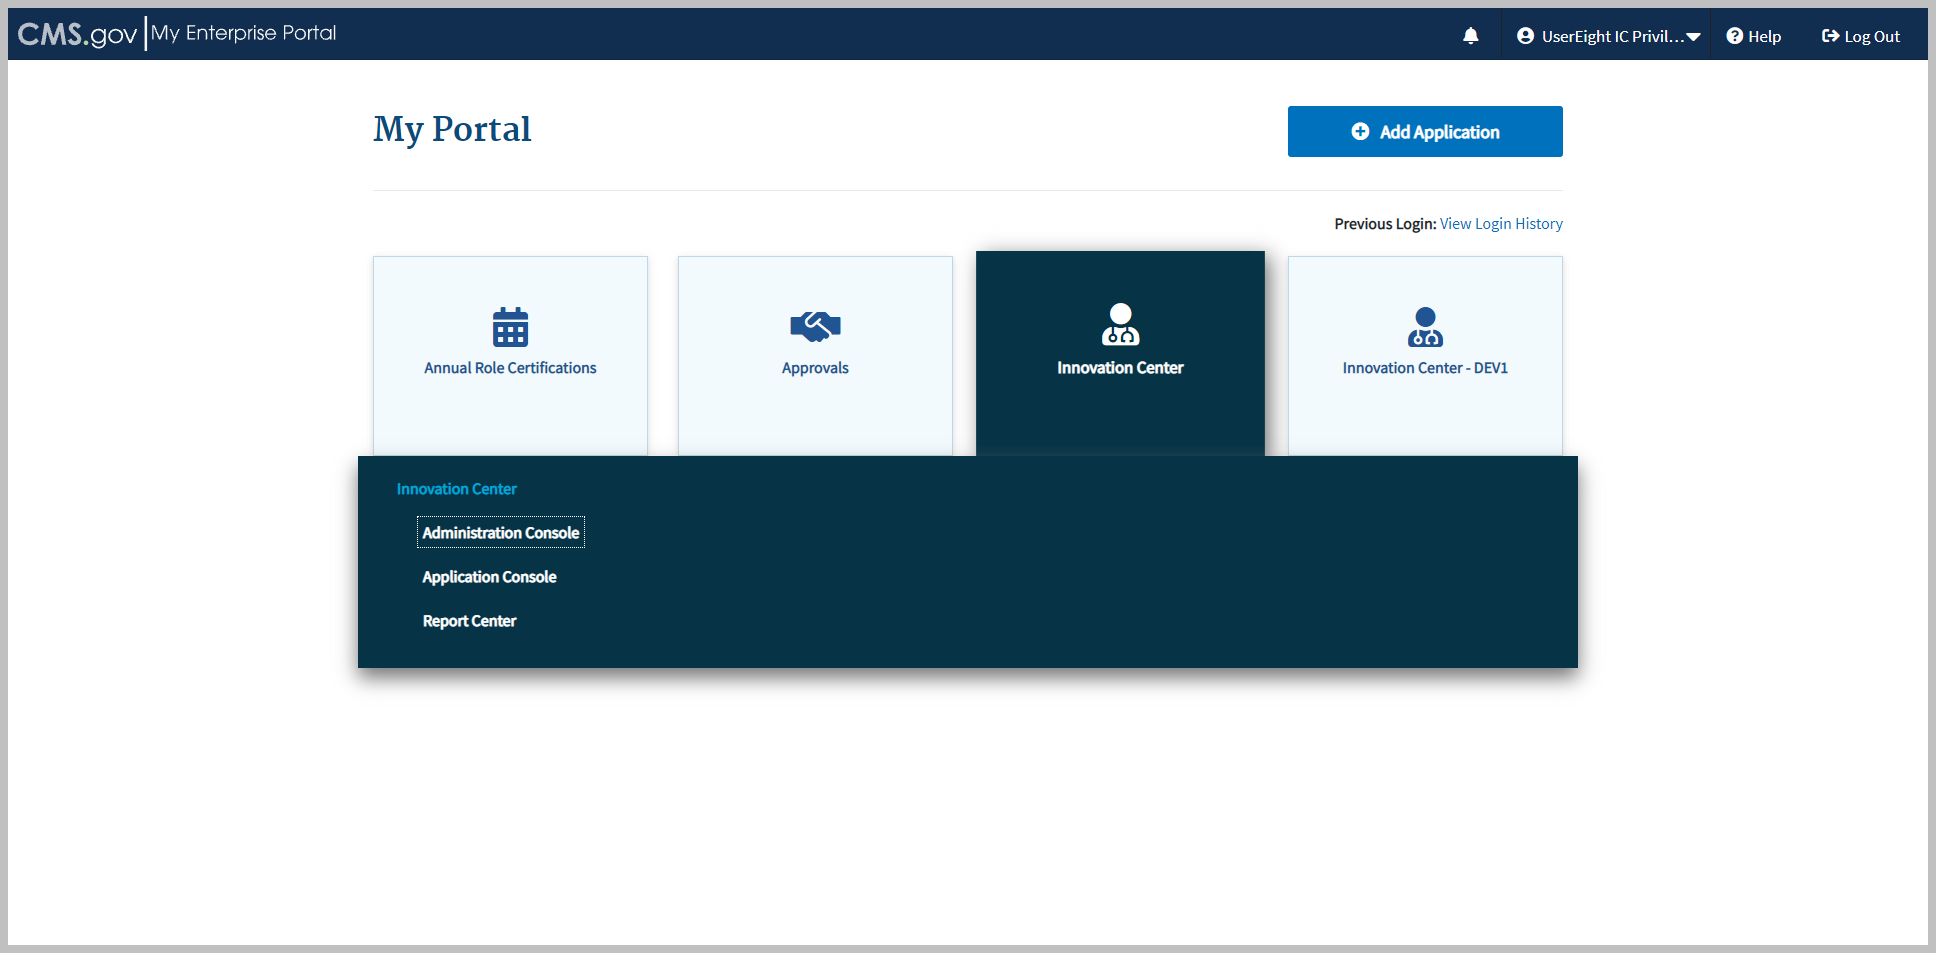 CMS.gov My Enterprise Portal
UserEight IC Privil...
Help
Log Out
My Portal
Add Application
Previous Login: View Login History
Annual Role Certifications
Approvals
Innovation Center
Innovation Center - DEV1
Innovation Center
Administration Console
Application Console
Report Center